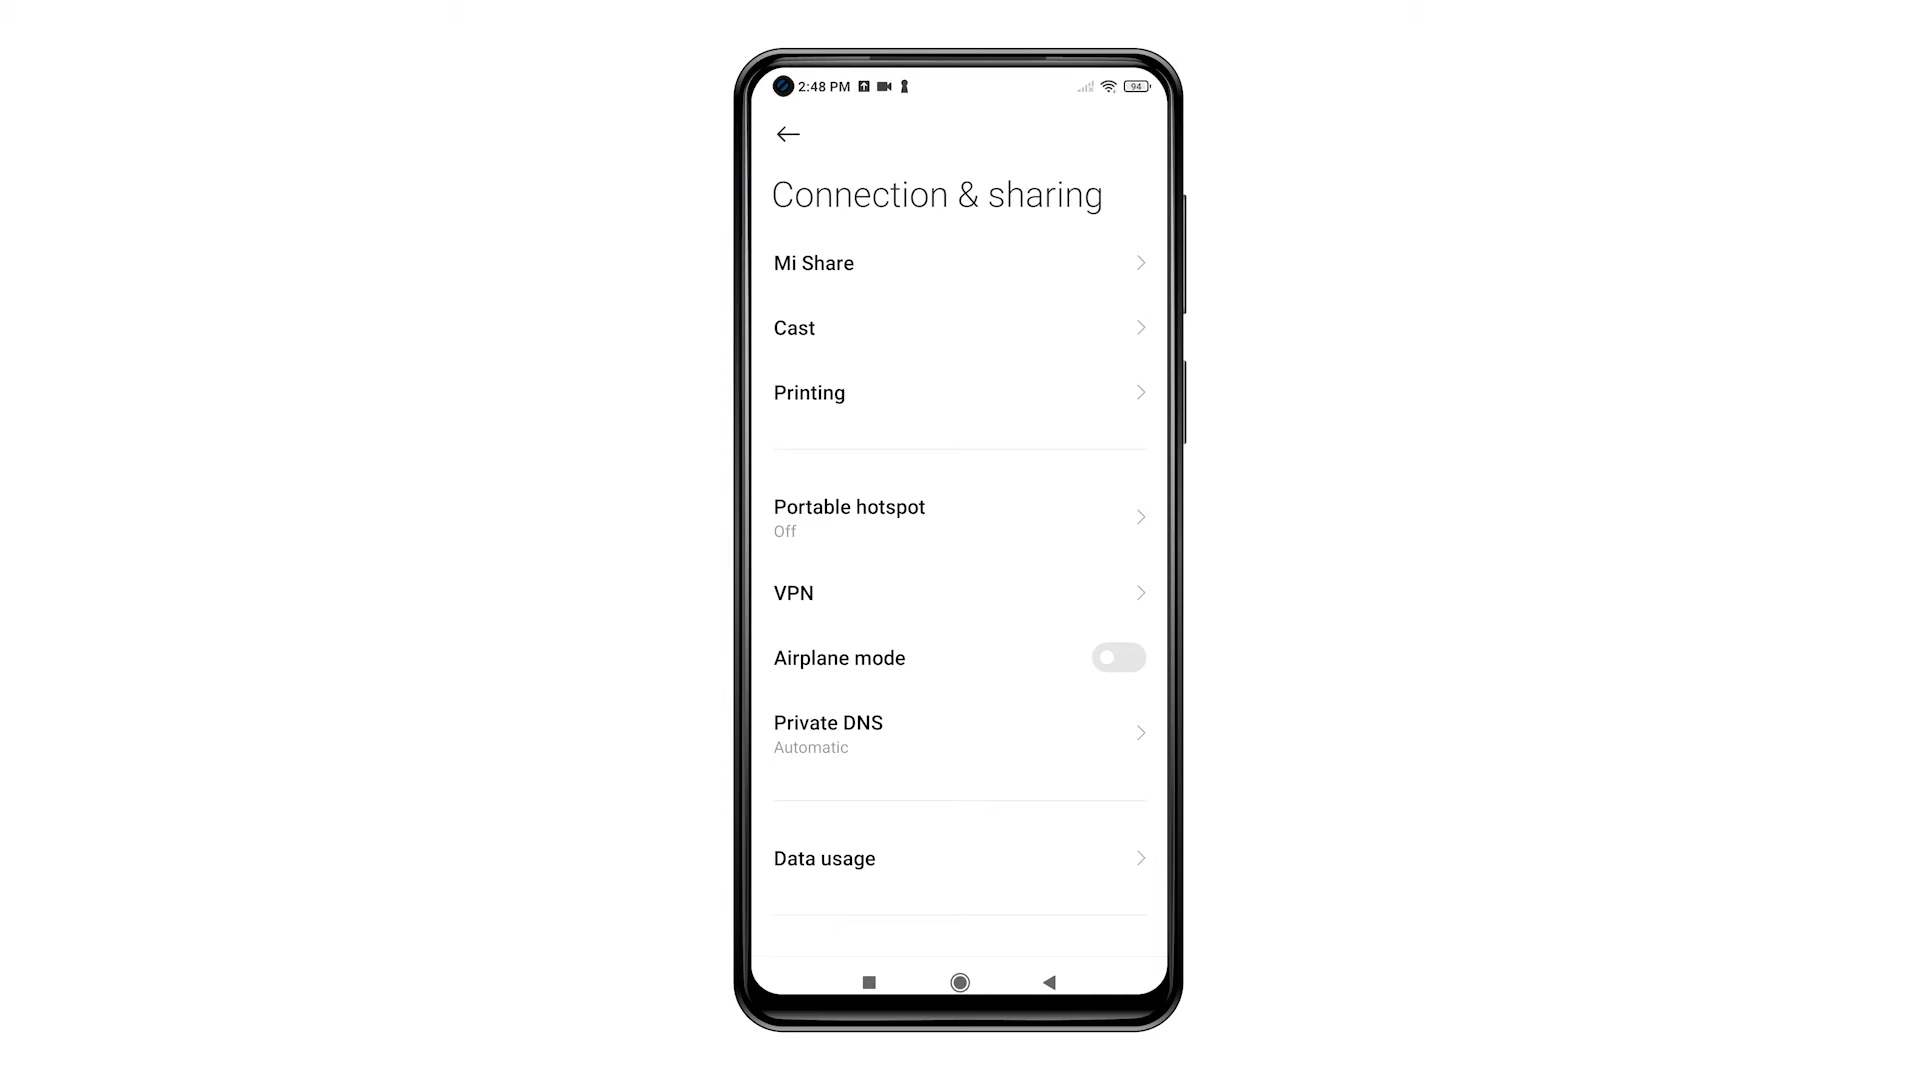 2:48 PM
94
Connection & sharing
Mi Share
Cast
Printing
Portable hotspot
Off
VPN
Airplane mode
Private DNS
Automatic
Data usage